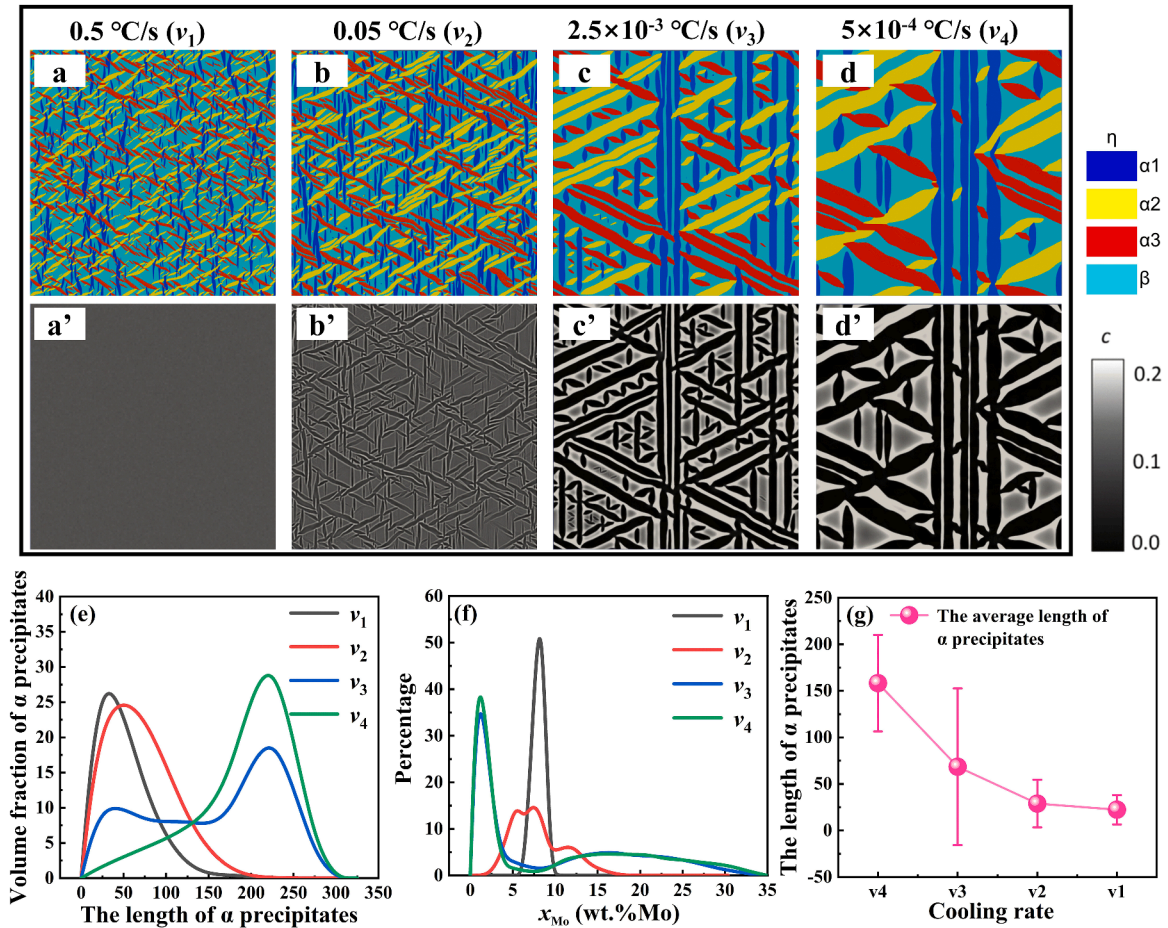 0.5 °C/s (v1) 0.05 °C/s (v2) 2.5×10-3 °C/s (v3) 5×10-4 °C/s (v4)
a b c d
η
α1
α2
α3
β
a' b' c' d'
c
0.2
0.1
0.0
(e)
Volume fraction of α precipitates
40
35
30
25
20
15
10
5
0
v1
v2
v3
v4
0 50 100 150 200 250 300 350
The length of α precipitates
(f)
Percentage
60
50
40
30
20
10
0
v1
v2
v3
v4
0 5 10 15 20 25 30 35
xMo (wt.%Mo)
(g)
The length of α precipitates
250
200
150
100
50
0
-50
The average length of
α precipitates
v4 v3 v2 v1
Cooling rate